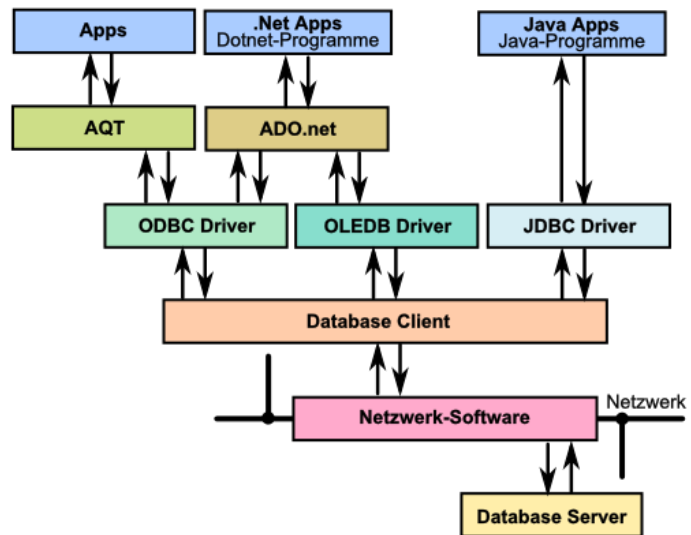 Apps
.Net Apps
Dotnet-Programme
Java Apps
Java-Programme
AQT
ADO.net
ODBC Driver
OLEDB Driver
JDBC Driver
Database Client
Netzwerk
Netzwerk-Software
Database Server